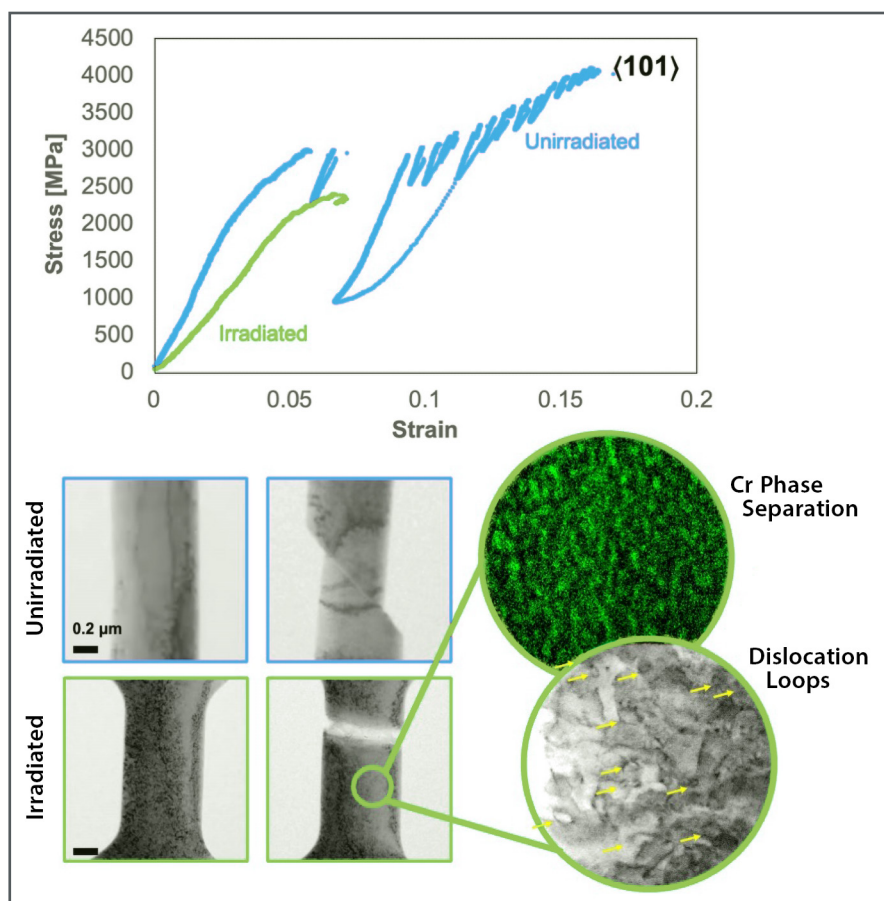 4500
4000
3500
3000
2500
2000
1500
1000
500
0
Stress [MPa]
⟨101⟩
Unirradiated
Irradiated
0
0.05
0.1
0.15
0.2
Strain
Cr Phase
Separation
Unirradiated
0.2 µm
Dislocation
Loops
Irradiated